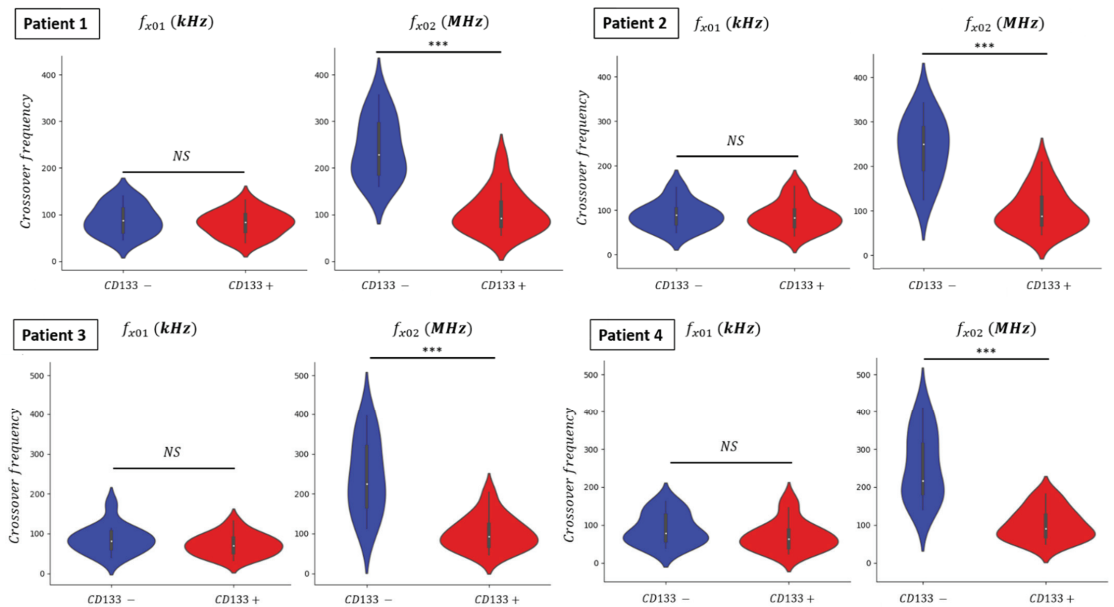 Patient 1
fx01 (kHz)
fx02 (MHz)
***
Crossover frequency
400
300
200
100
0
NS
CD133 −
CD133 +
400
300
200
100
0
CD133 −
CD133 +
Patient 2
fx01 (kHz)
fx02 (MHz)
***
Crossover frequency
400
300
200
100
0
NS
CD133 −
CD133 +
400
300
200
100
0
CD133 −
CD133 +
Patient 3
fx01 (kHz)
fx02 (MHz)
***
Crossover frequency
500
400
300
200
100
0
NS
CD133 −
CD133 +
500
400
300
200
100
0
CD133 −
CD133 +
Patient 4
fx01 (kHz)
fx02 (MHz)
***
Crossover frequency
500
400
300
200
100
0
NS
CD133 −
CD133 +
500
400
300
200
100
0
CD133 −
CD133 +